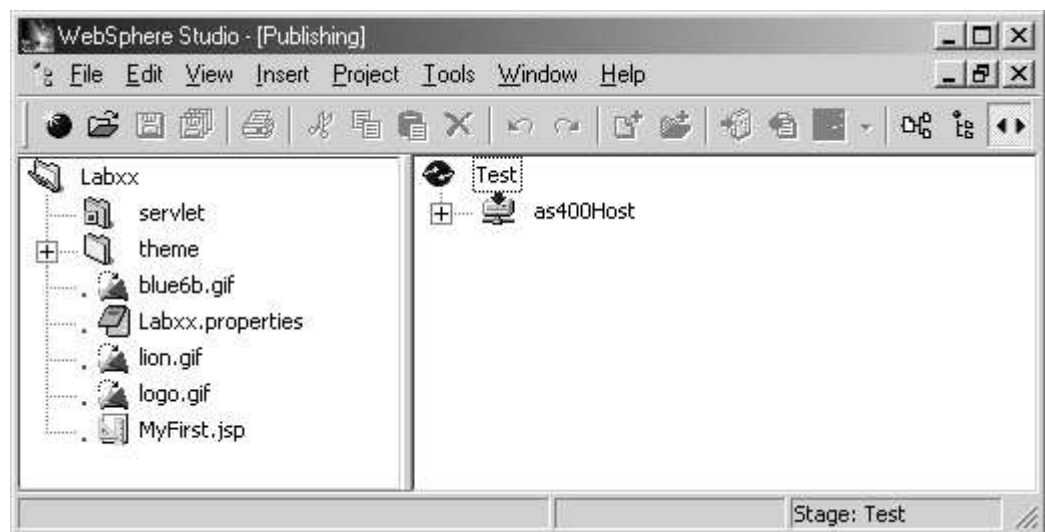 WebSphere Studio - [Publishing]
File Edit View Insert Project Tools Window Help
Labxx
servlet
theme
blue6b.gif
Labxx.properties
lion.gif
logo.gif
MyFirst.jsp
Test
as400Host
Stage: Test